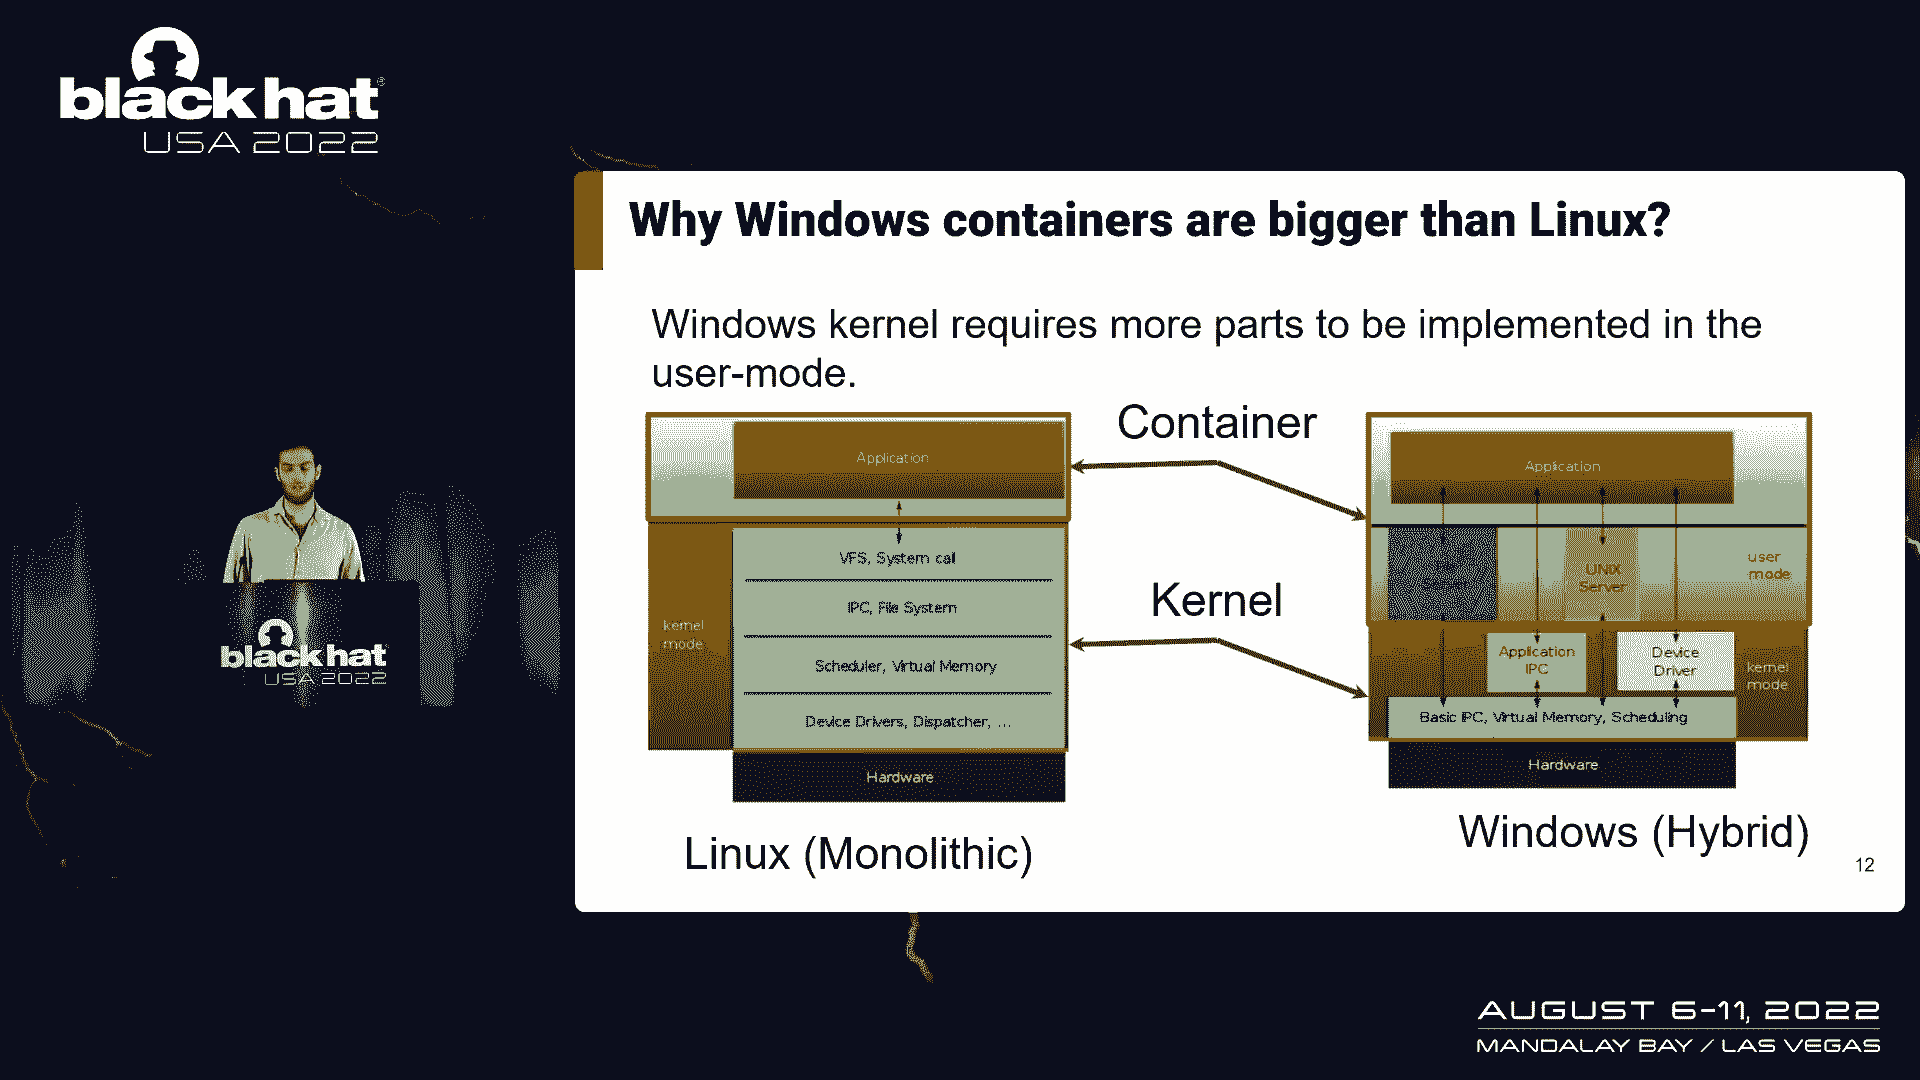 black hat
USA 2022
Why Windows containers are bigger than Linux?
Windows kernel requires more parts to be implemented in the
user-mode.
Container
Kernel
Application
VFS, System call
IPC, File System
Scheduler, Virtual Memory
Device Drivers, Dispatcher, ...
kernel
mode
Hardware
Linux (Monolithic)
Application
UNIX
Server
user
mode
Application
IPC
Device
Driver
kernel
mode
Basic IPC, Virtual Memory, Scheduling
Hardware
Windows (Hybrid)
12
black hat
USA 2022
AUGUST 6-11, 2022
MANDALAY BAY / LAS VEGAS